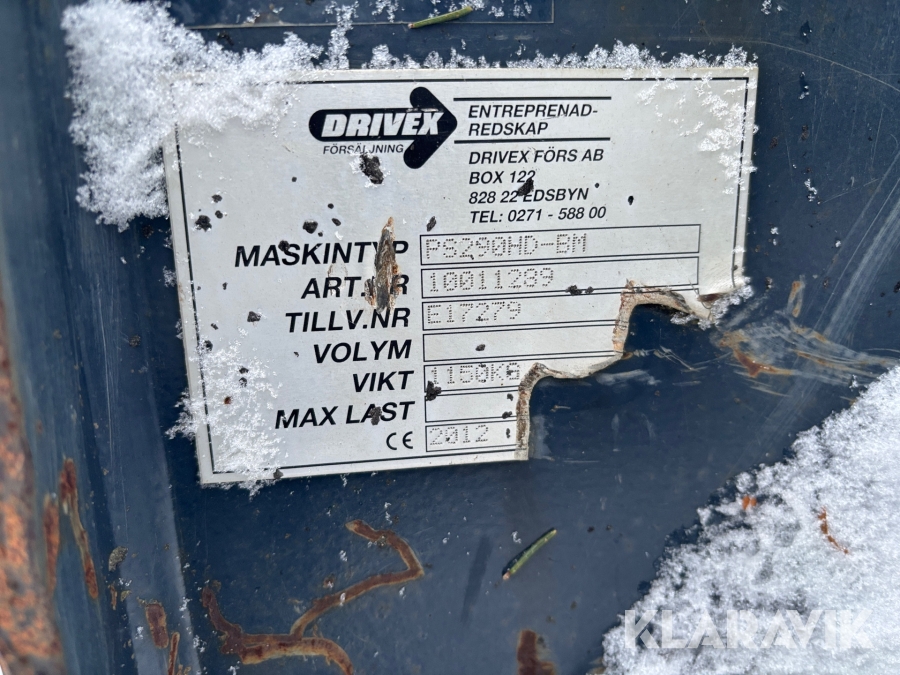 DRIVEX
FÖRSÄLJNING
ENTREPRENAD-
REDSKAP
DRIVEX FÖRS AB
BOX 122
828 22 EDSBYN
TEL: 0271 - 588 00
MASKINTYP PS290HD-BM
ART.NR 10011289
TILLV.NR E17279
VOLYM
VIKT 1150KG
MAX LAST
CE 2012
KLARAVIK